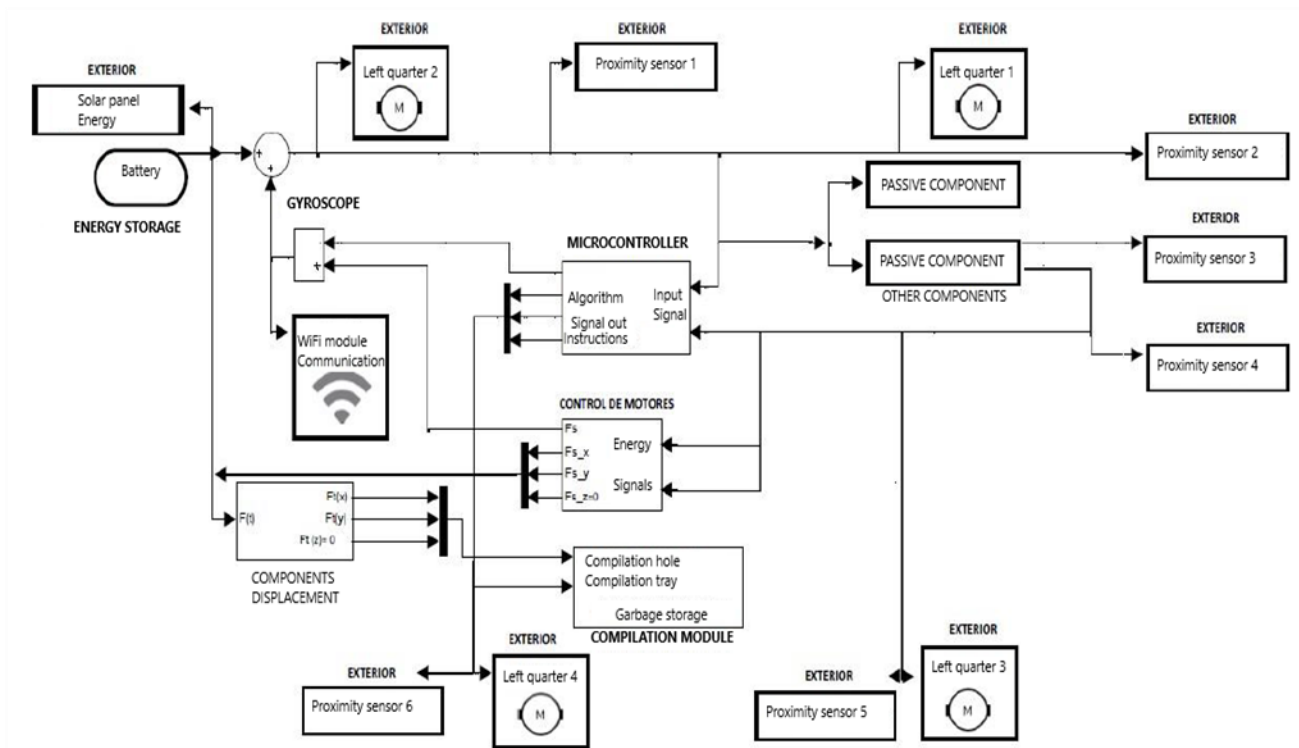 EXTERIOR
Left quarter 2
M
EXTERIOR
Proximity sensor 1
EXTERIOR
Left quarter 1
M
EXTERIOR
Solar panel
Energy
EXTERIOR
Proximity sensor 2
Battery
ENERGY STORAGE
+
+
GYROSCOPE
+
PASSIVE COMPONENT
PASSIVE COMPONENT
OTHER COMPONENTS
EXTERIOR
Proximity sensor 3
MICROCONTROLLER
Algorithm
Signal out
Instructions
Input
Signal
WiFi module
Communication
EXTERIOR
Proximity sensor 4
CONTROL DE MOTORES
Fs
Fs_x
Fs_y
Fs_z=0
Energy
Signals
F(t)
Ft(x)
Ft(y)
Ft (z)= 0
COMPONENTS
DISPLACEMENT
Compilation hole
Compilation tray
Garbage storage
COMPILATION MODULE
EXTERIOR
Proximity sensor 6
EXTERIOR
Left quarter 4
M
EXTERIOR
Proximity sensor 5
EXTERIOR
Left quarter 3
M